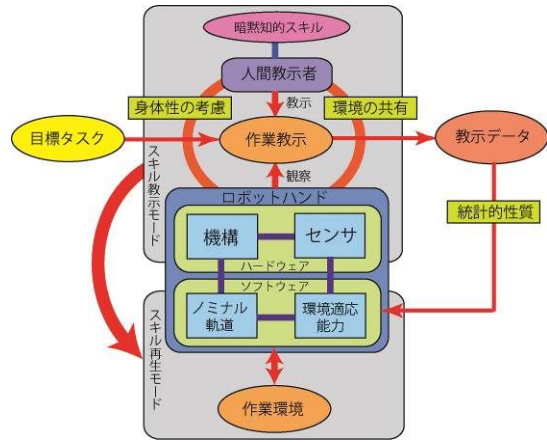 暗黙知的スキル
人間教示者
身体性の考慮
教示
環境の共有
目標タスク
作業教示
教示データ
スキル教示モード
観察
ロボットハンド
統計的性質
機構
センサ
ハードウェア
ソフトウェア
ノミナル
軌道
環境適応
能力
スキル再生モード
作業環境